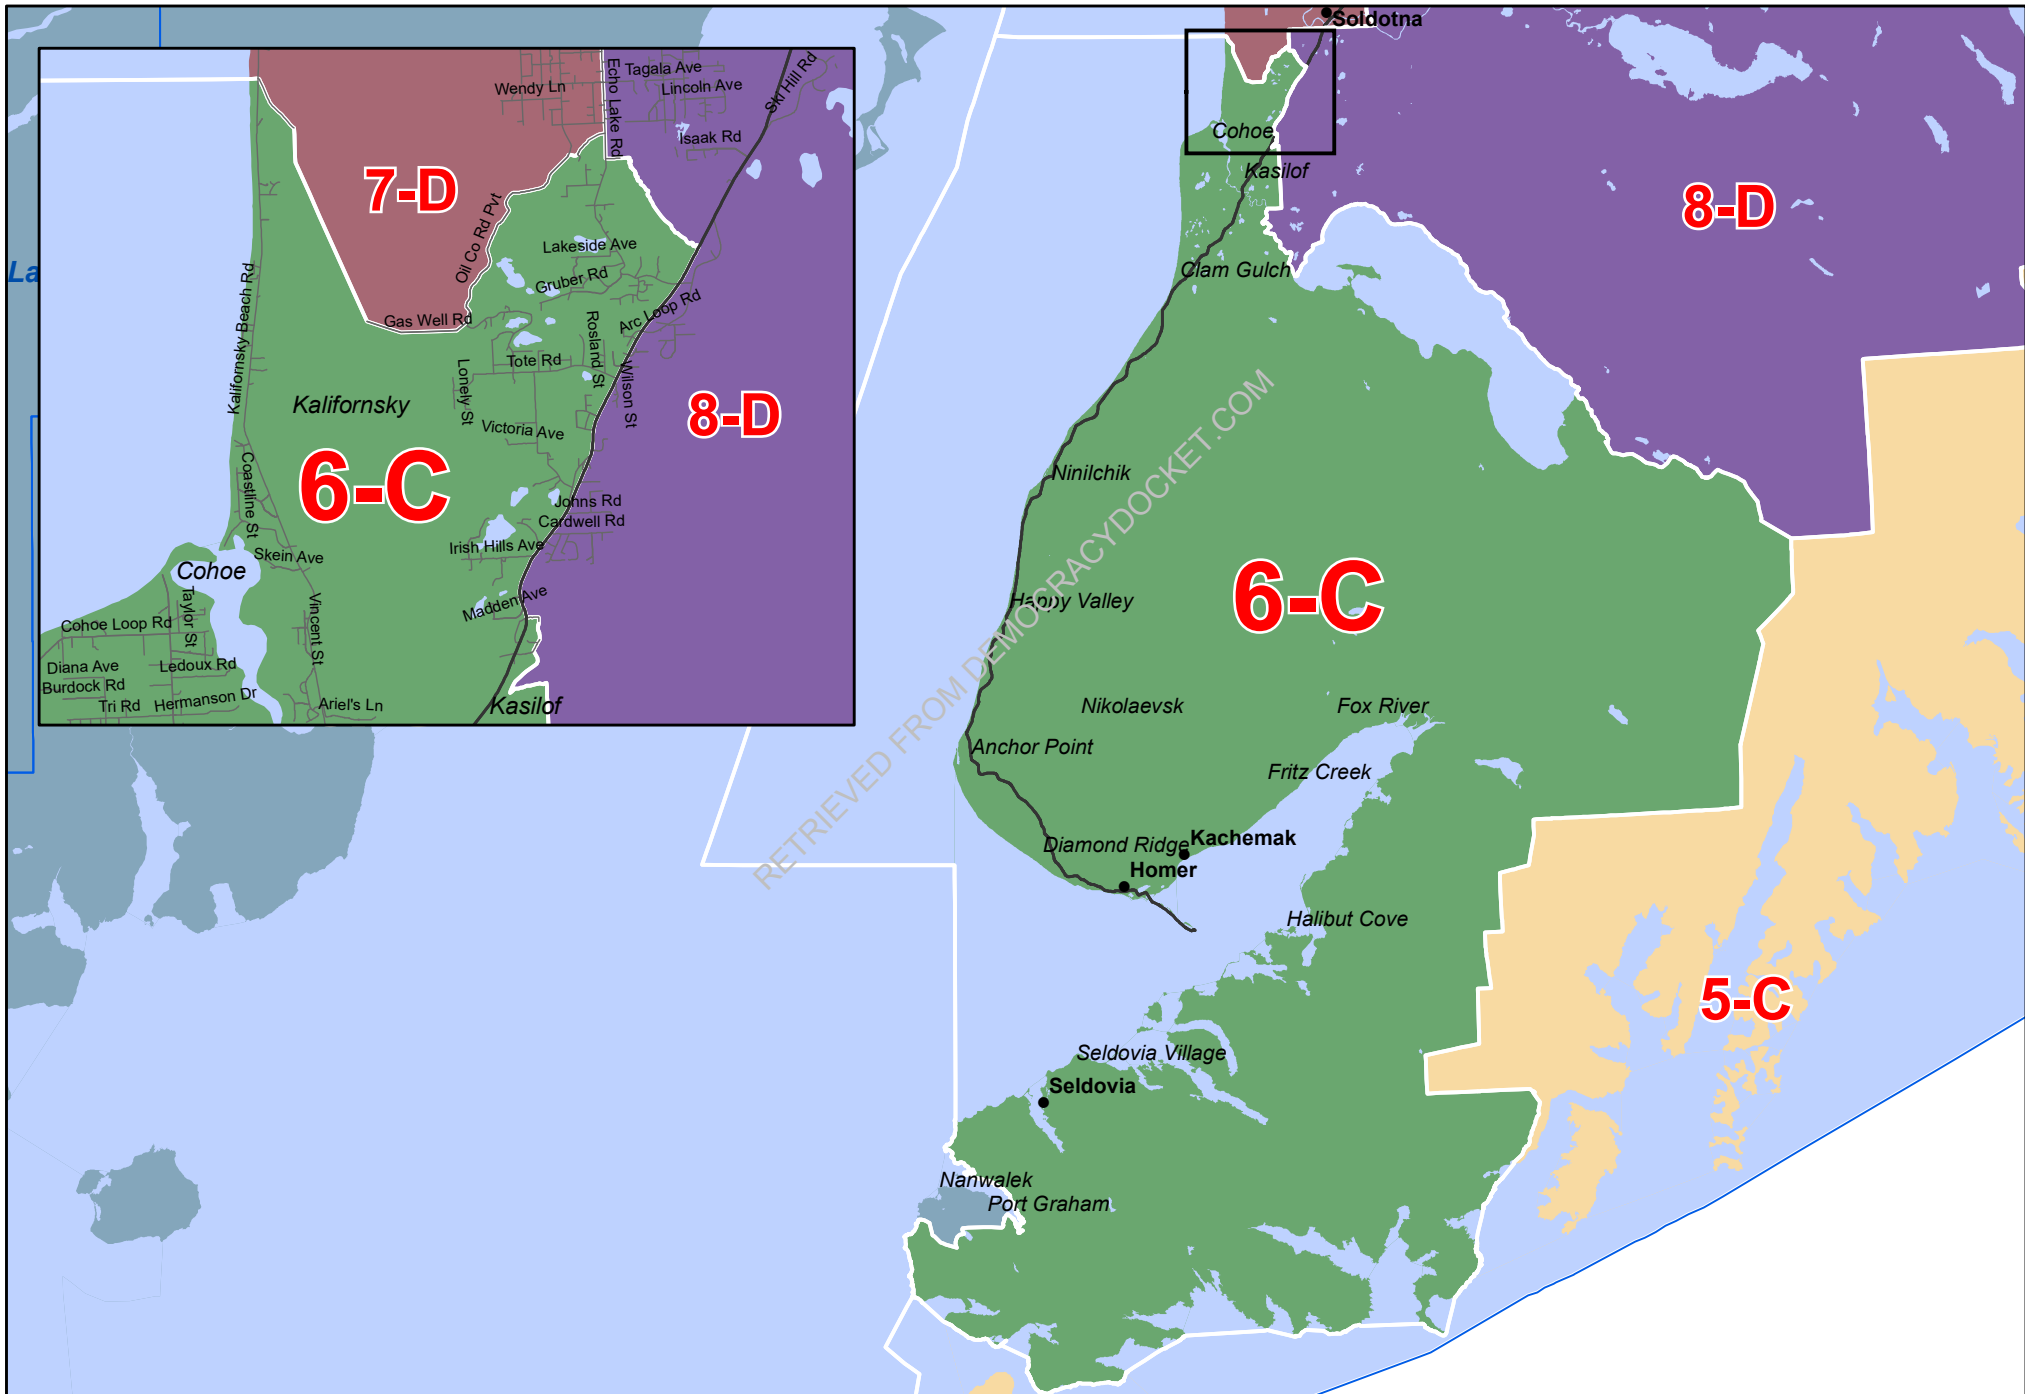 Soldotna
La
Wendy Ln
Echo Lake Rd
Tagala Ave
Lincoln Ave
Ski Hill Rd
Isaak Rd
7-D
Oil Co Rd Pvt
Lakeside Ave
Gruber Rd
Kalifornsky Beach Rd
Gas Well Rd
Arc Loop Rd
Rosland St
Tote Rd
Lonely St
Wilson St
Kalifornsky
Victoria Ave
8-D
6-C
Coastline St
Johns Rd
Cardwell Rd
Irish Hills Ave
Skein Ave
Cohoe
Taylor St
Vincent St
Madden Ave
Cohoe Loop Rd
Diana Ave
Ledoux Rd
Burdock Rd
Tri Rd
Hermanson Dr
Ariel's Ln
Kasilof
Cohoe
Kasilof
8-D
Clam Gulch
Ninilchik
Happy Valley
6-C
Nikolaevsk
Fox River
Anchor Point
Fritz Creek
Diamond Ridge
Kachemak
Homer
Halibut Cove
5-C
Seldovia Village
Seldovia
Nanwalek
Port Graham
RETRIEVED FROM DEMOCRACYDOCKET.COM